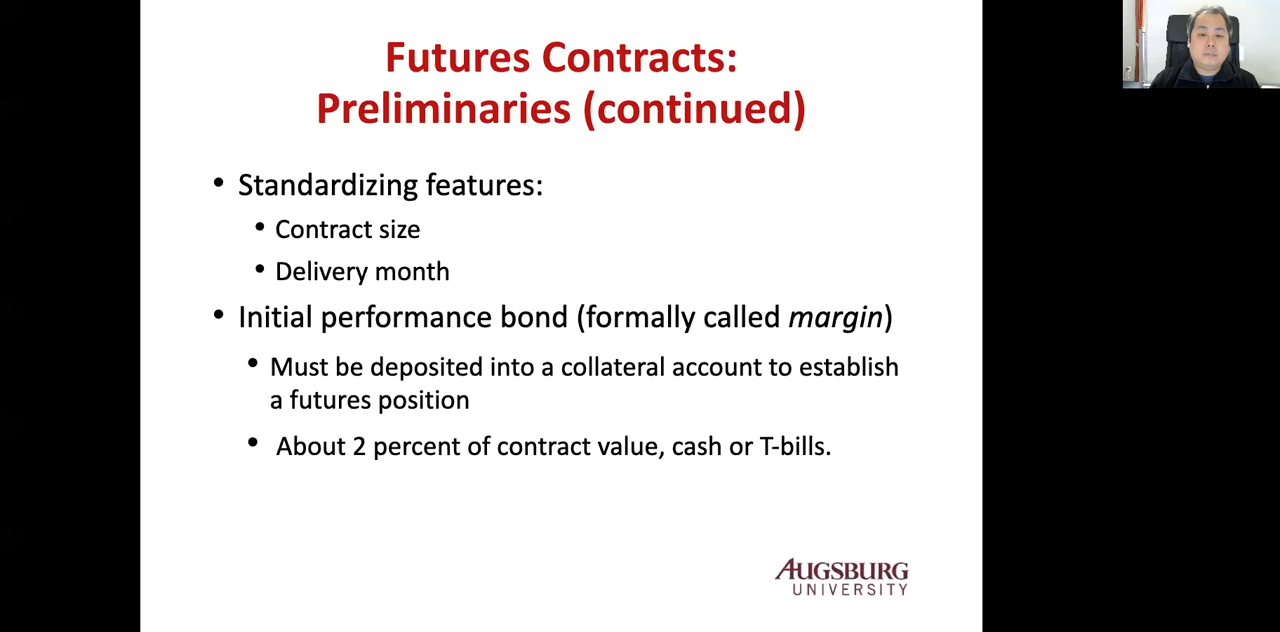 Futures Contracts:
Preliminaries (continued)
• Standardizing features:
• Contract size
• Delivery month
• Initial performance bond (formally called margin)
• Must be deposited into a collateral account to establish
a futures position
• About 2 percent of contract value, cash or T-bills.
AUGSBURG
UNIVERSITY